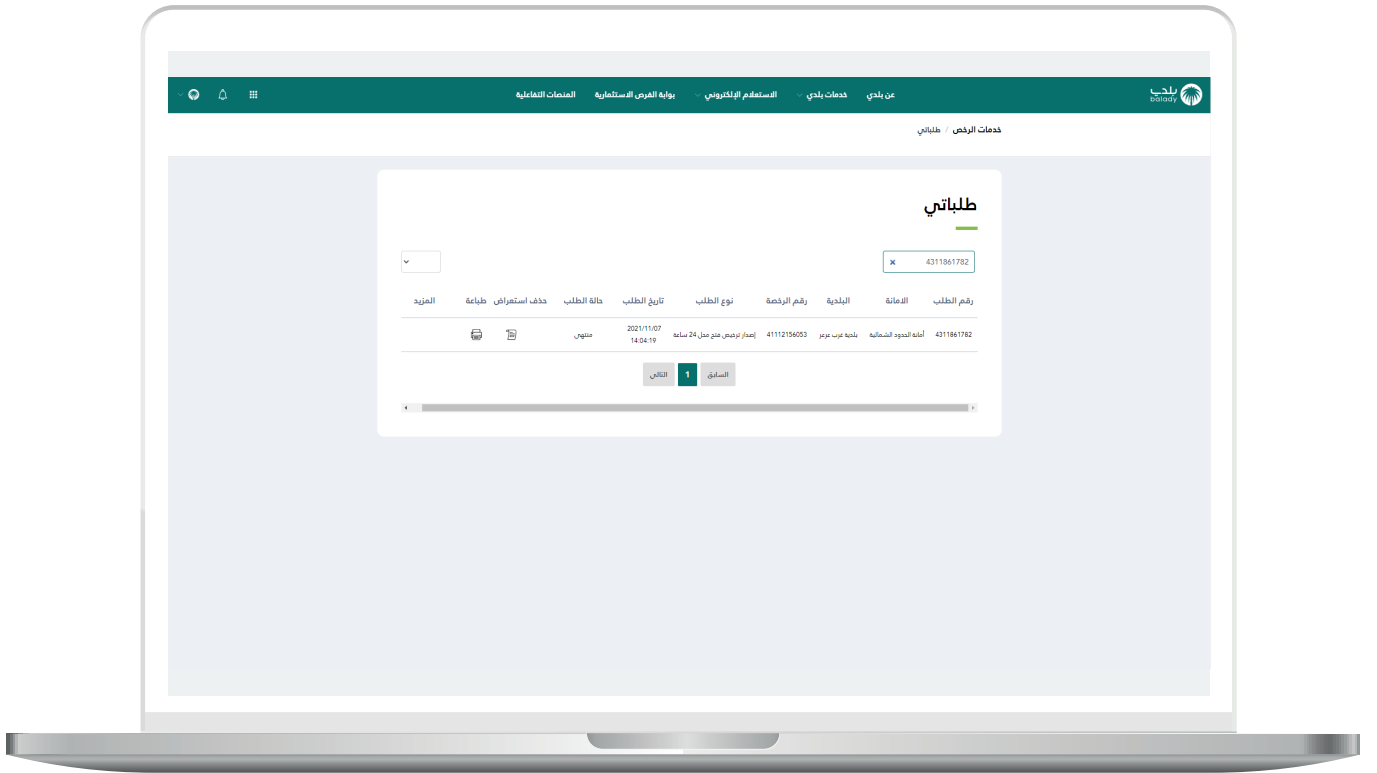 بلدي
balady
عن بلدي خدمات بلدي الاستعلام الإلكتروني بوابة الفرص الاستثمارية المنصات التفاعلية
خدمات الرخص / طلباتي
طلباتي
4311861782 ×
رقم الطلب الامانة البلدية رقم الرخصة نوع الطلب تاريخ الطلب حالة الطلب حذف استعراض طباعة المزيد
4311861782 أمانة الحدود الشمالية بلدية غرب عرعر 41112156053 إصدار ترخيص فتح محل 24 ساعة 2021/11/07 منتهي
14:04:19
السابق 1 التالي